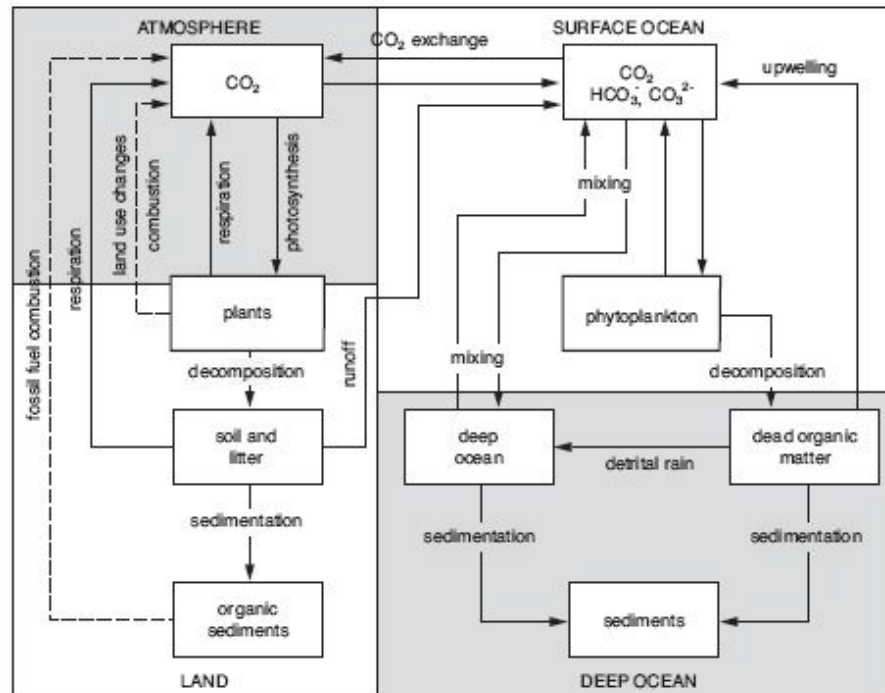 ATMOSPHERE
SURFACE OCEAN
CO₂ exchange
CO₂
CO₂
HCO₃⁻, CO₃²⁻
upwelling
fossil fuel combustion
respiration
land use changes
combustion
respiration
photosynthesis
mixing
plants
phytoplankton
runoff
mixing
decomposition
decomposition
soil and
litter
deep
ocean
detrital rain
dead organic
matter
sedimentation
sedimentation
sedimentation
organic
sediments
sediments
LAND
DEEP OCEAN